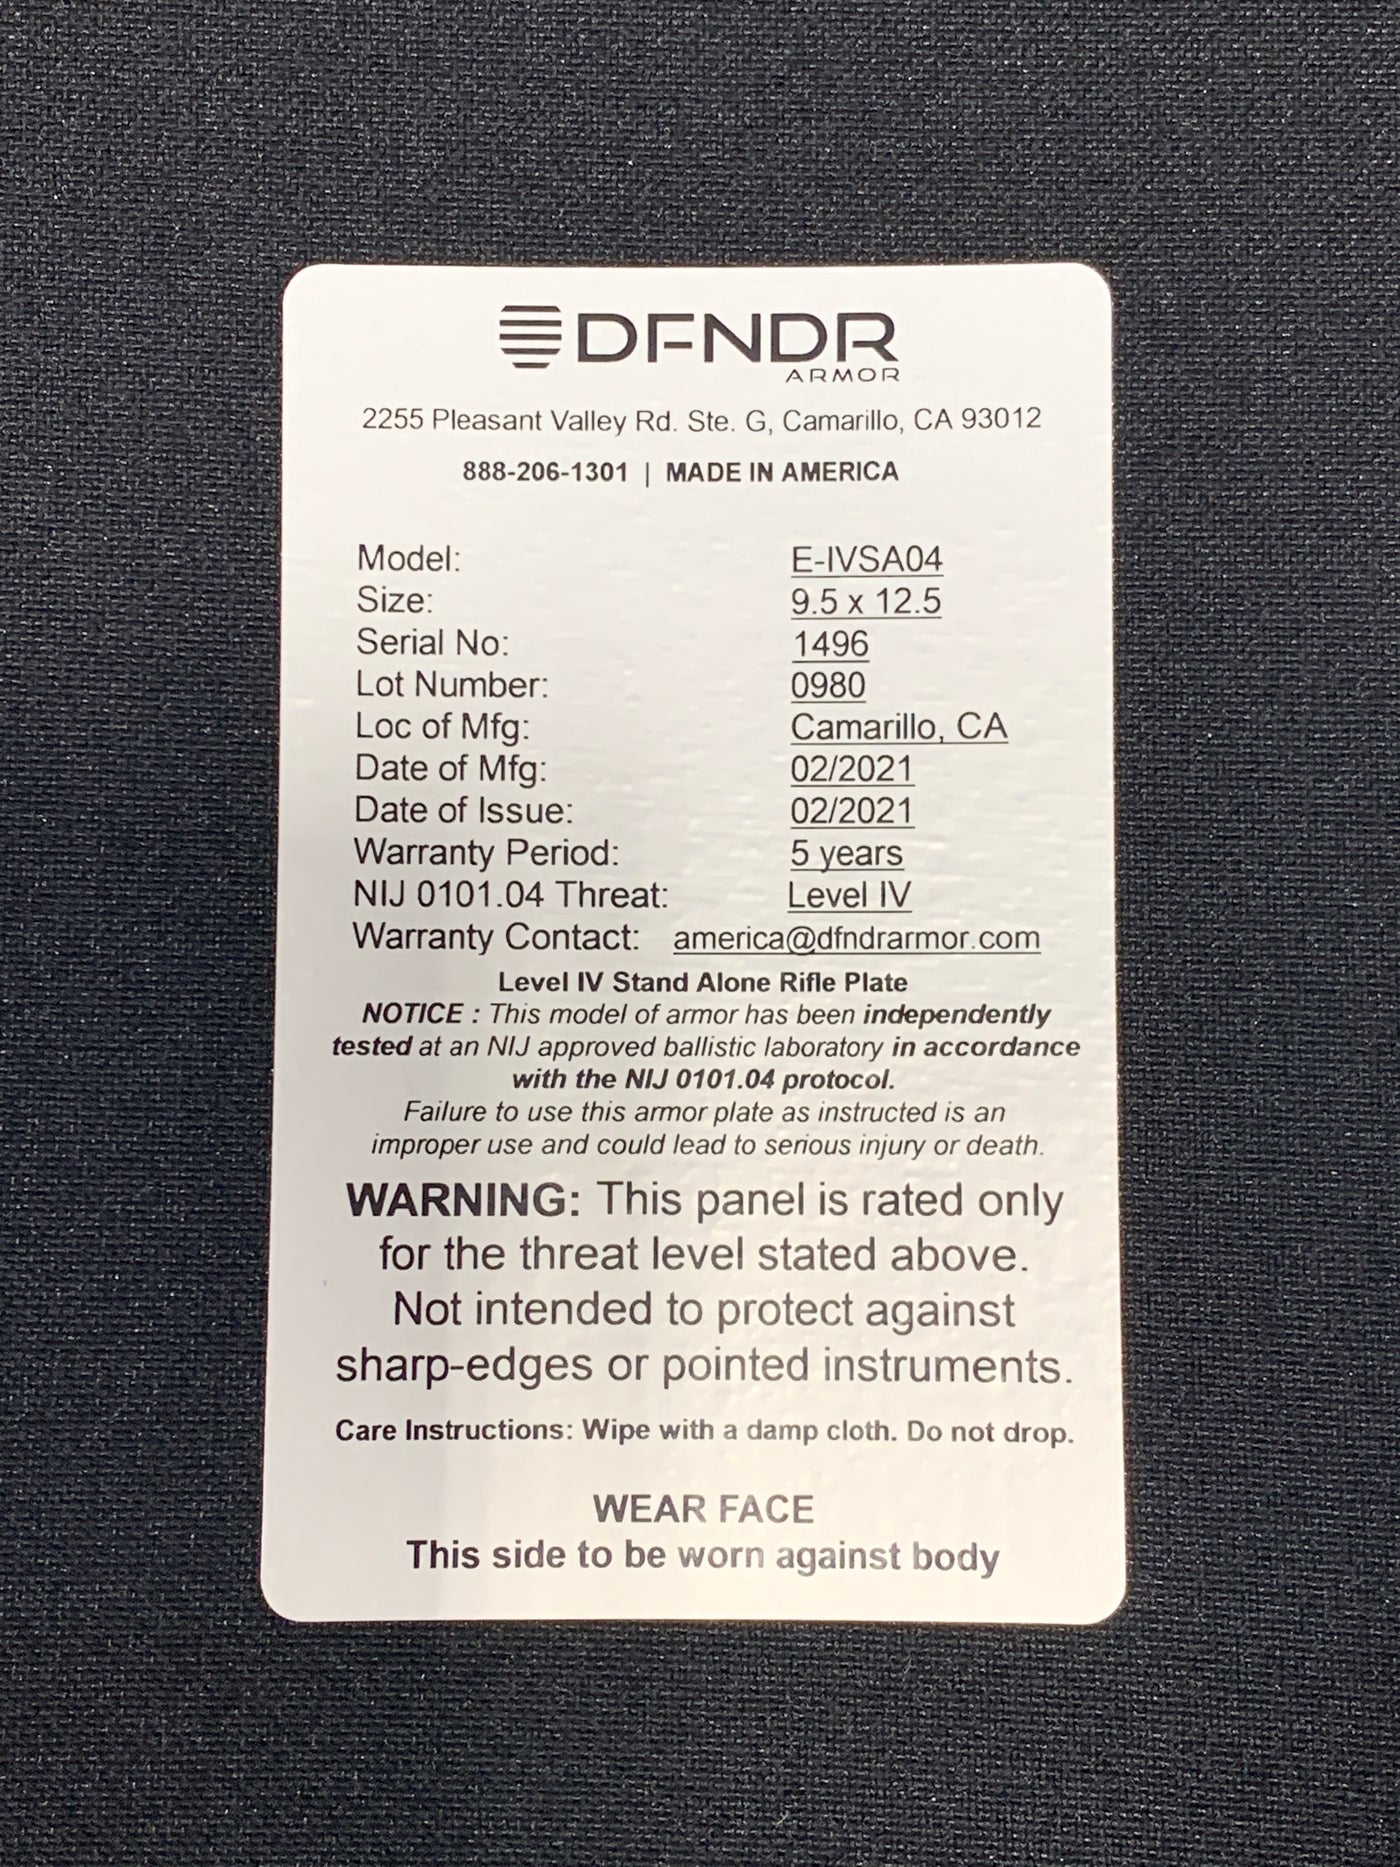 DFNDR
ARMOR
2255 Pleasant Valley Rd. Ste. G, Camarillo, CA 93012
888-206-1301 | MADE IN AMERICA
Model: E-IVSA04
Size: 9.5 x 12.5
Serial No: 1496
Lot Number: 0980
Loc of Mfg: Camarillo, CA
Date of Mfg: 02/2021
Date of Issue: 02/2021
Warranty Period: 5 years
NIJ 0101.04 Threat: Level IV
Warranty Contact: america@dfndrarmor.com
Level IV Stand Alone Rifle Plate
NOTICE : This model of armor has been independently
tested at an NIJ approved ballistic laboratory in accordance
with the NIJ 0101.04 protocol.
Failure to use this armor plate as instructed is an
improper use and could lead to serious injury or death.
WARNING: This panel is rated only
for the threat level stated above.
Not intended to protect against
sharp-edges or pointed instruments.
Care Instructions: Wipe with a damp cloth. Do not drop.
WEAR FACE
This side to be worn against body